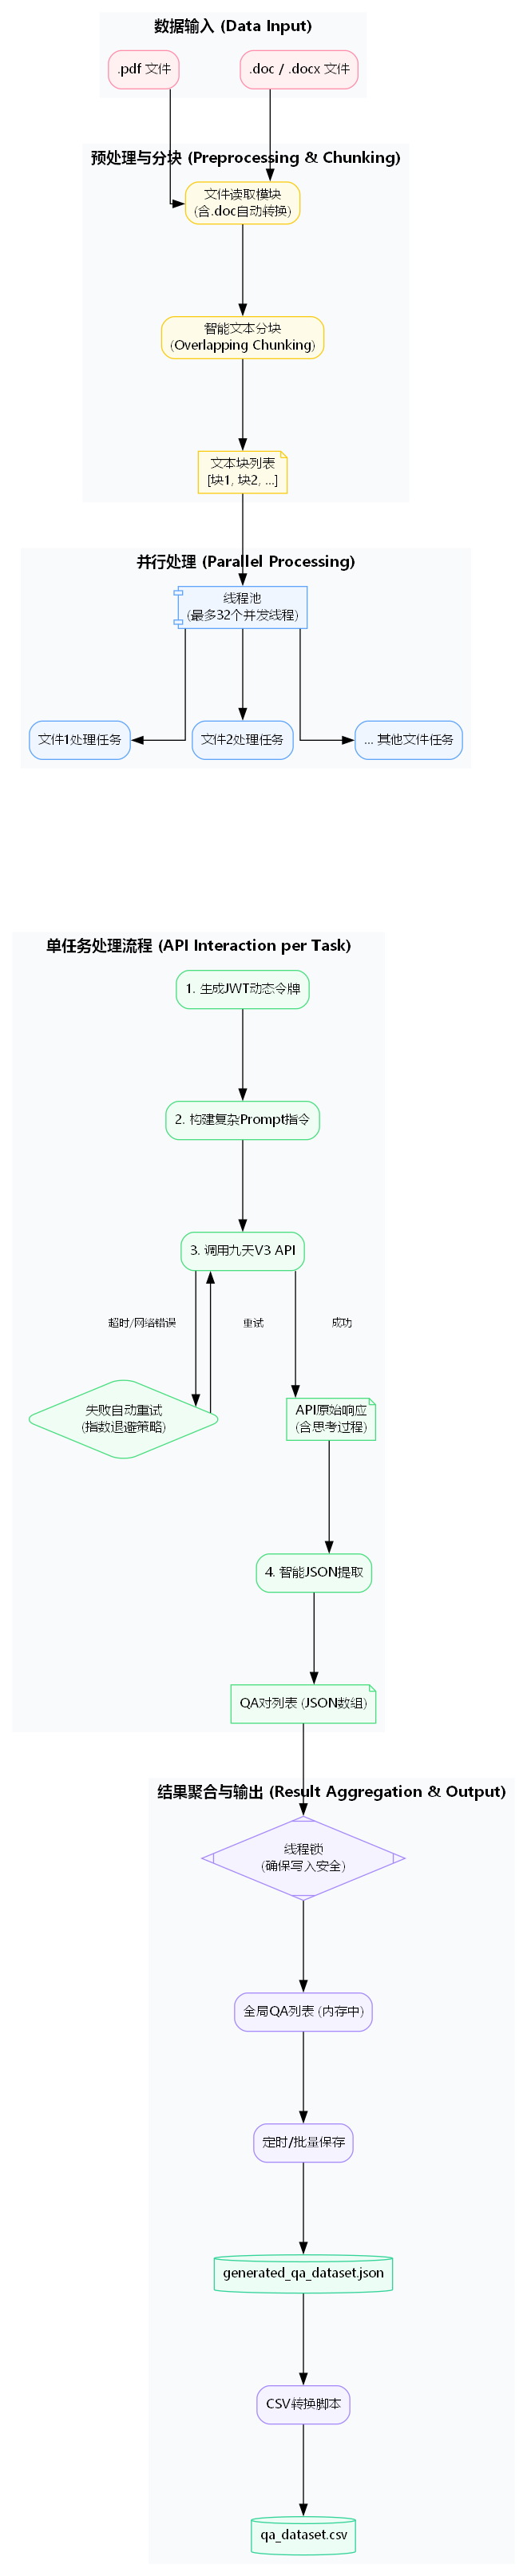 数据输入 (Data Input)
.pdf 文件
.doc / .docx 文件
预处理与分块 (Preprocessing & Chunking)
文件读取模块
(含.doc自动转换)
智能文本分块
(Overlapping Chunking)
文本块列表
[块1, 块2, ...]
并行处理 (Parallel Processing)
线程池
(最多32个并发线程)
文件1处理任务
文件2处理任务
... 其他文件任务
单任务处理流程 (API Interaction per Task)
1. 生成JWT动态令牌
2. 构建复杂Prompt指令
3. 调用九天V3 API
超时/网络错误
重试
成功
失败自动重试
(指数退避策略)
API原始响应
(含思考过程)
4. 智能JSON提取
QA对列表 (JSON数组)
结果聚合与输出 (Result Aggregation & Output)
线程锁
(确保写入安全)
全局QA列表 (内存中)
定时/批量保存
generated_qa_dataset.json
CSV转换脚本
qa_dataset.csv